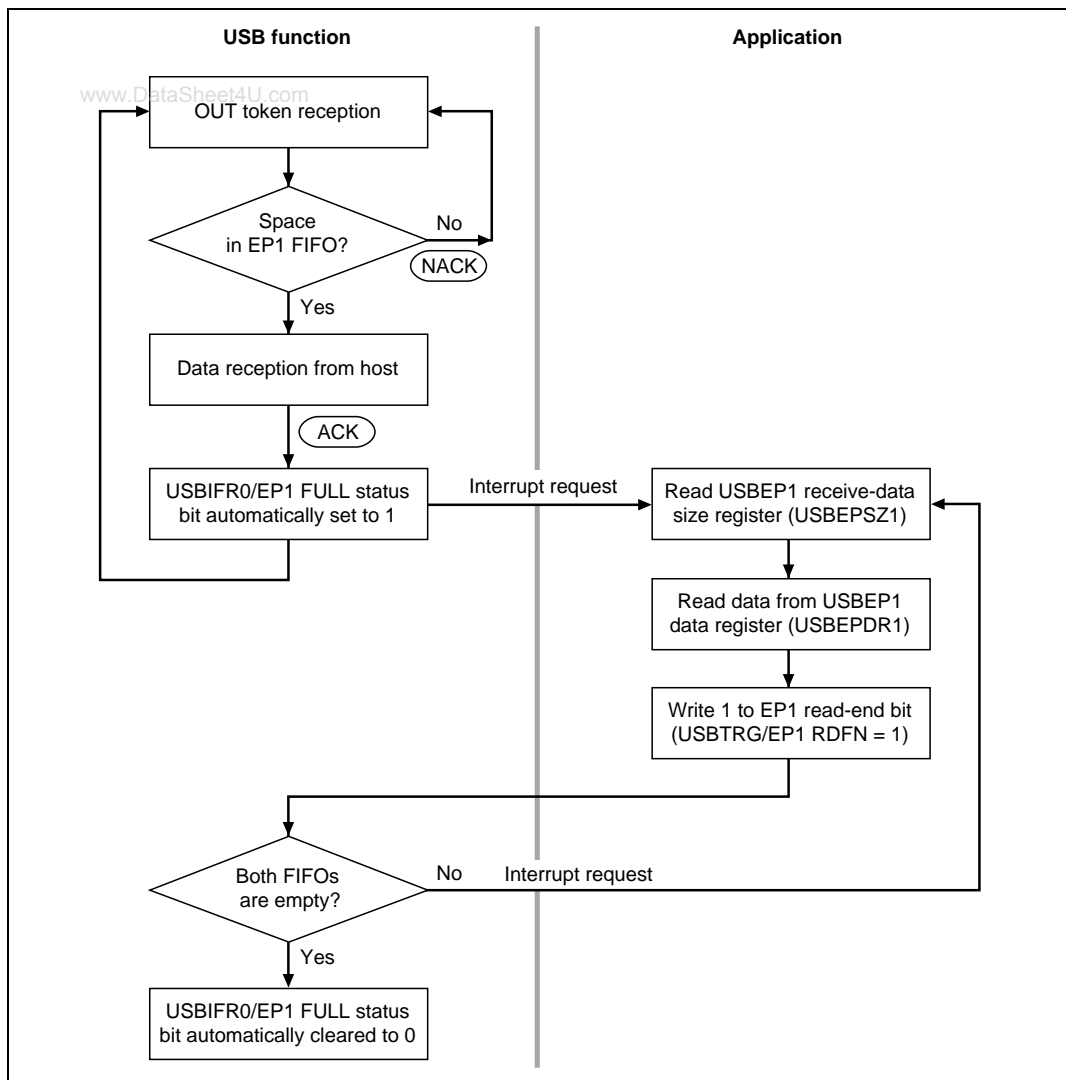 USB function
Application
www.DataSheet4U.com
OUT token reception
Space
in EP1 FIFO?
No
NACK
Yes
Data reception from host
ACK
USBIFR0/EP1 FULL status
bit automatically set to 1
Interrupt request
Read USBEP1 receive-data
size register (USBEPSZ1)
Read data from USBEP1
data register (USBEPDR1)
Write 1 to EP1 read-end bit
(USBTRG/EP1 RDFN = 1)
Both FIFOs
are empty?
No
Interrupt request
Yes
USBIFR0/EP1 FULL status
bit automatically cleared to 0